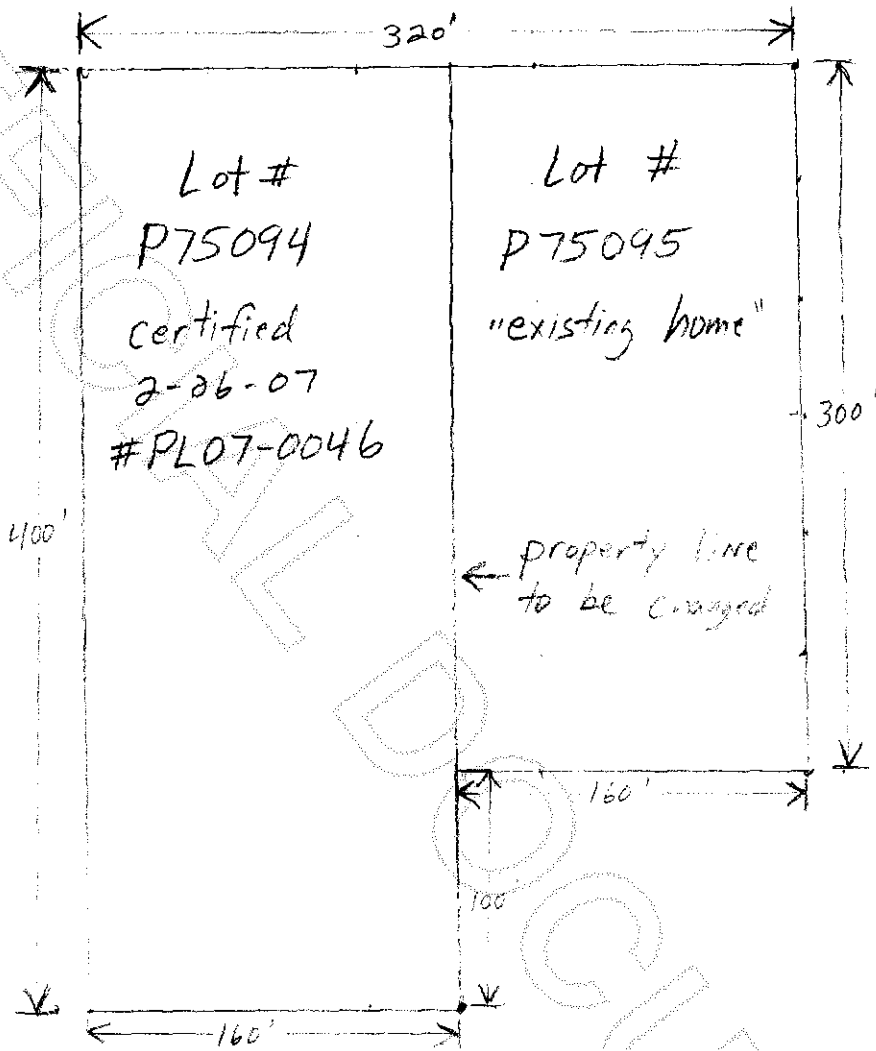 320'
Lot #
P75094
certified
2-26-07
#PL07-0046
Lot #
P75095
"existing home"
300'
400'
property line
to be changed
160'
100
160'